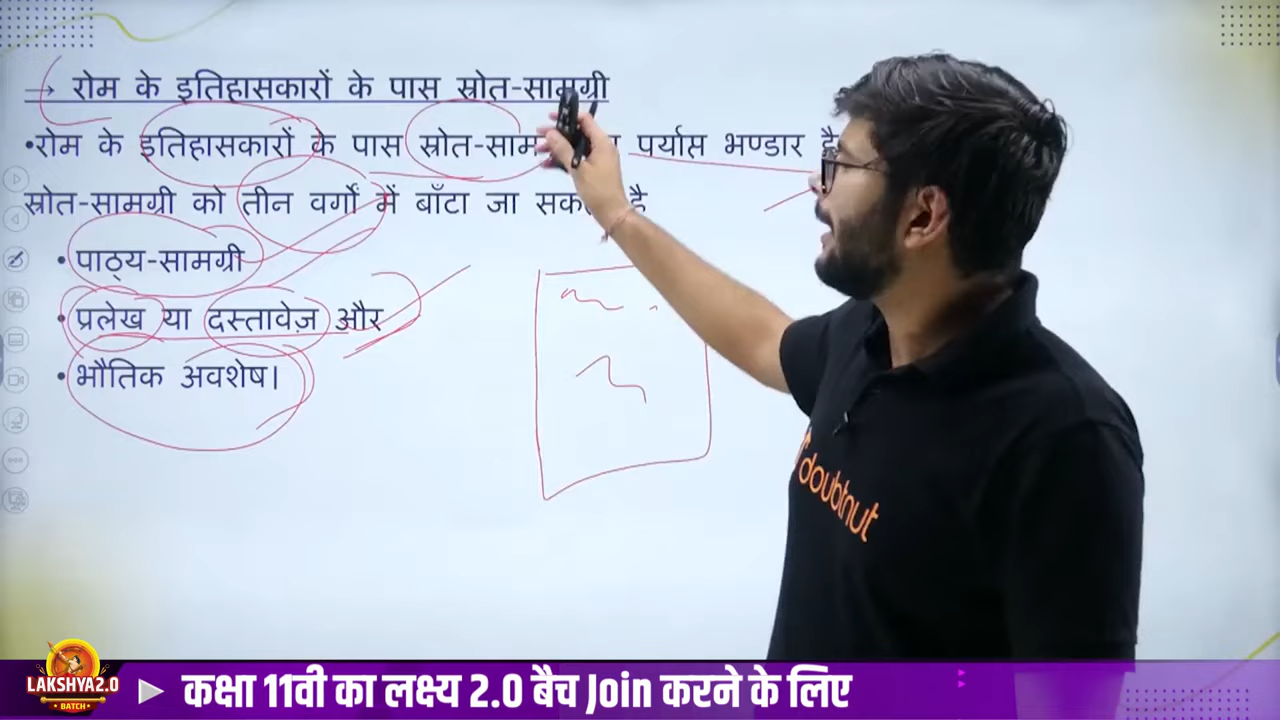 → रोम के इतिहासकारों के पास स्रोत-सामग्री
•रोम के इतिहासकारों के पास स्रोत-साम पर्याप्त भण्डार है
स्रोत-सामग्री को तीन वर्गों में बाँटा जा सक है
• पाठ्य-सामग्री
• प्रलेख या दस्तावेज़ और
• भौतिक अवशेष।
doubtnut
LAKSHYA2.0
BATCH
कक्षा 11वी का लक्ष्य 2.0 बैच Join करने के लिए